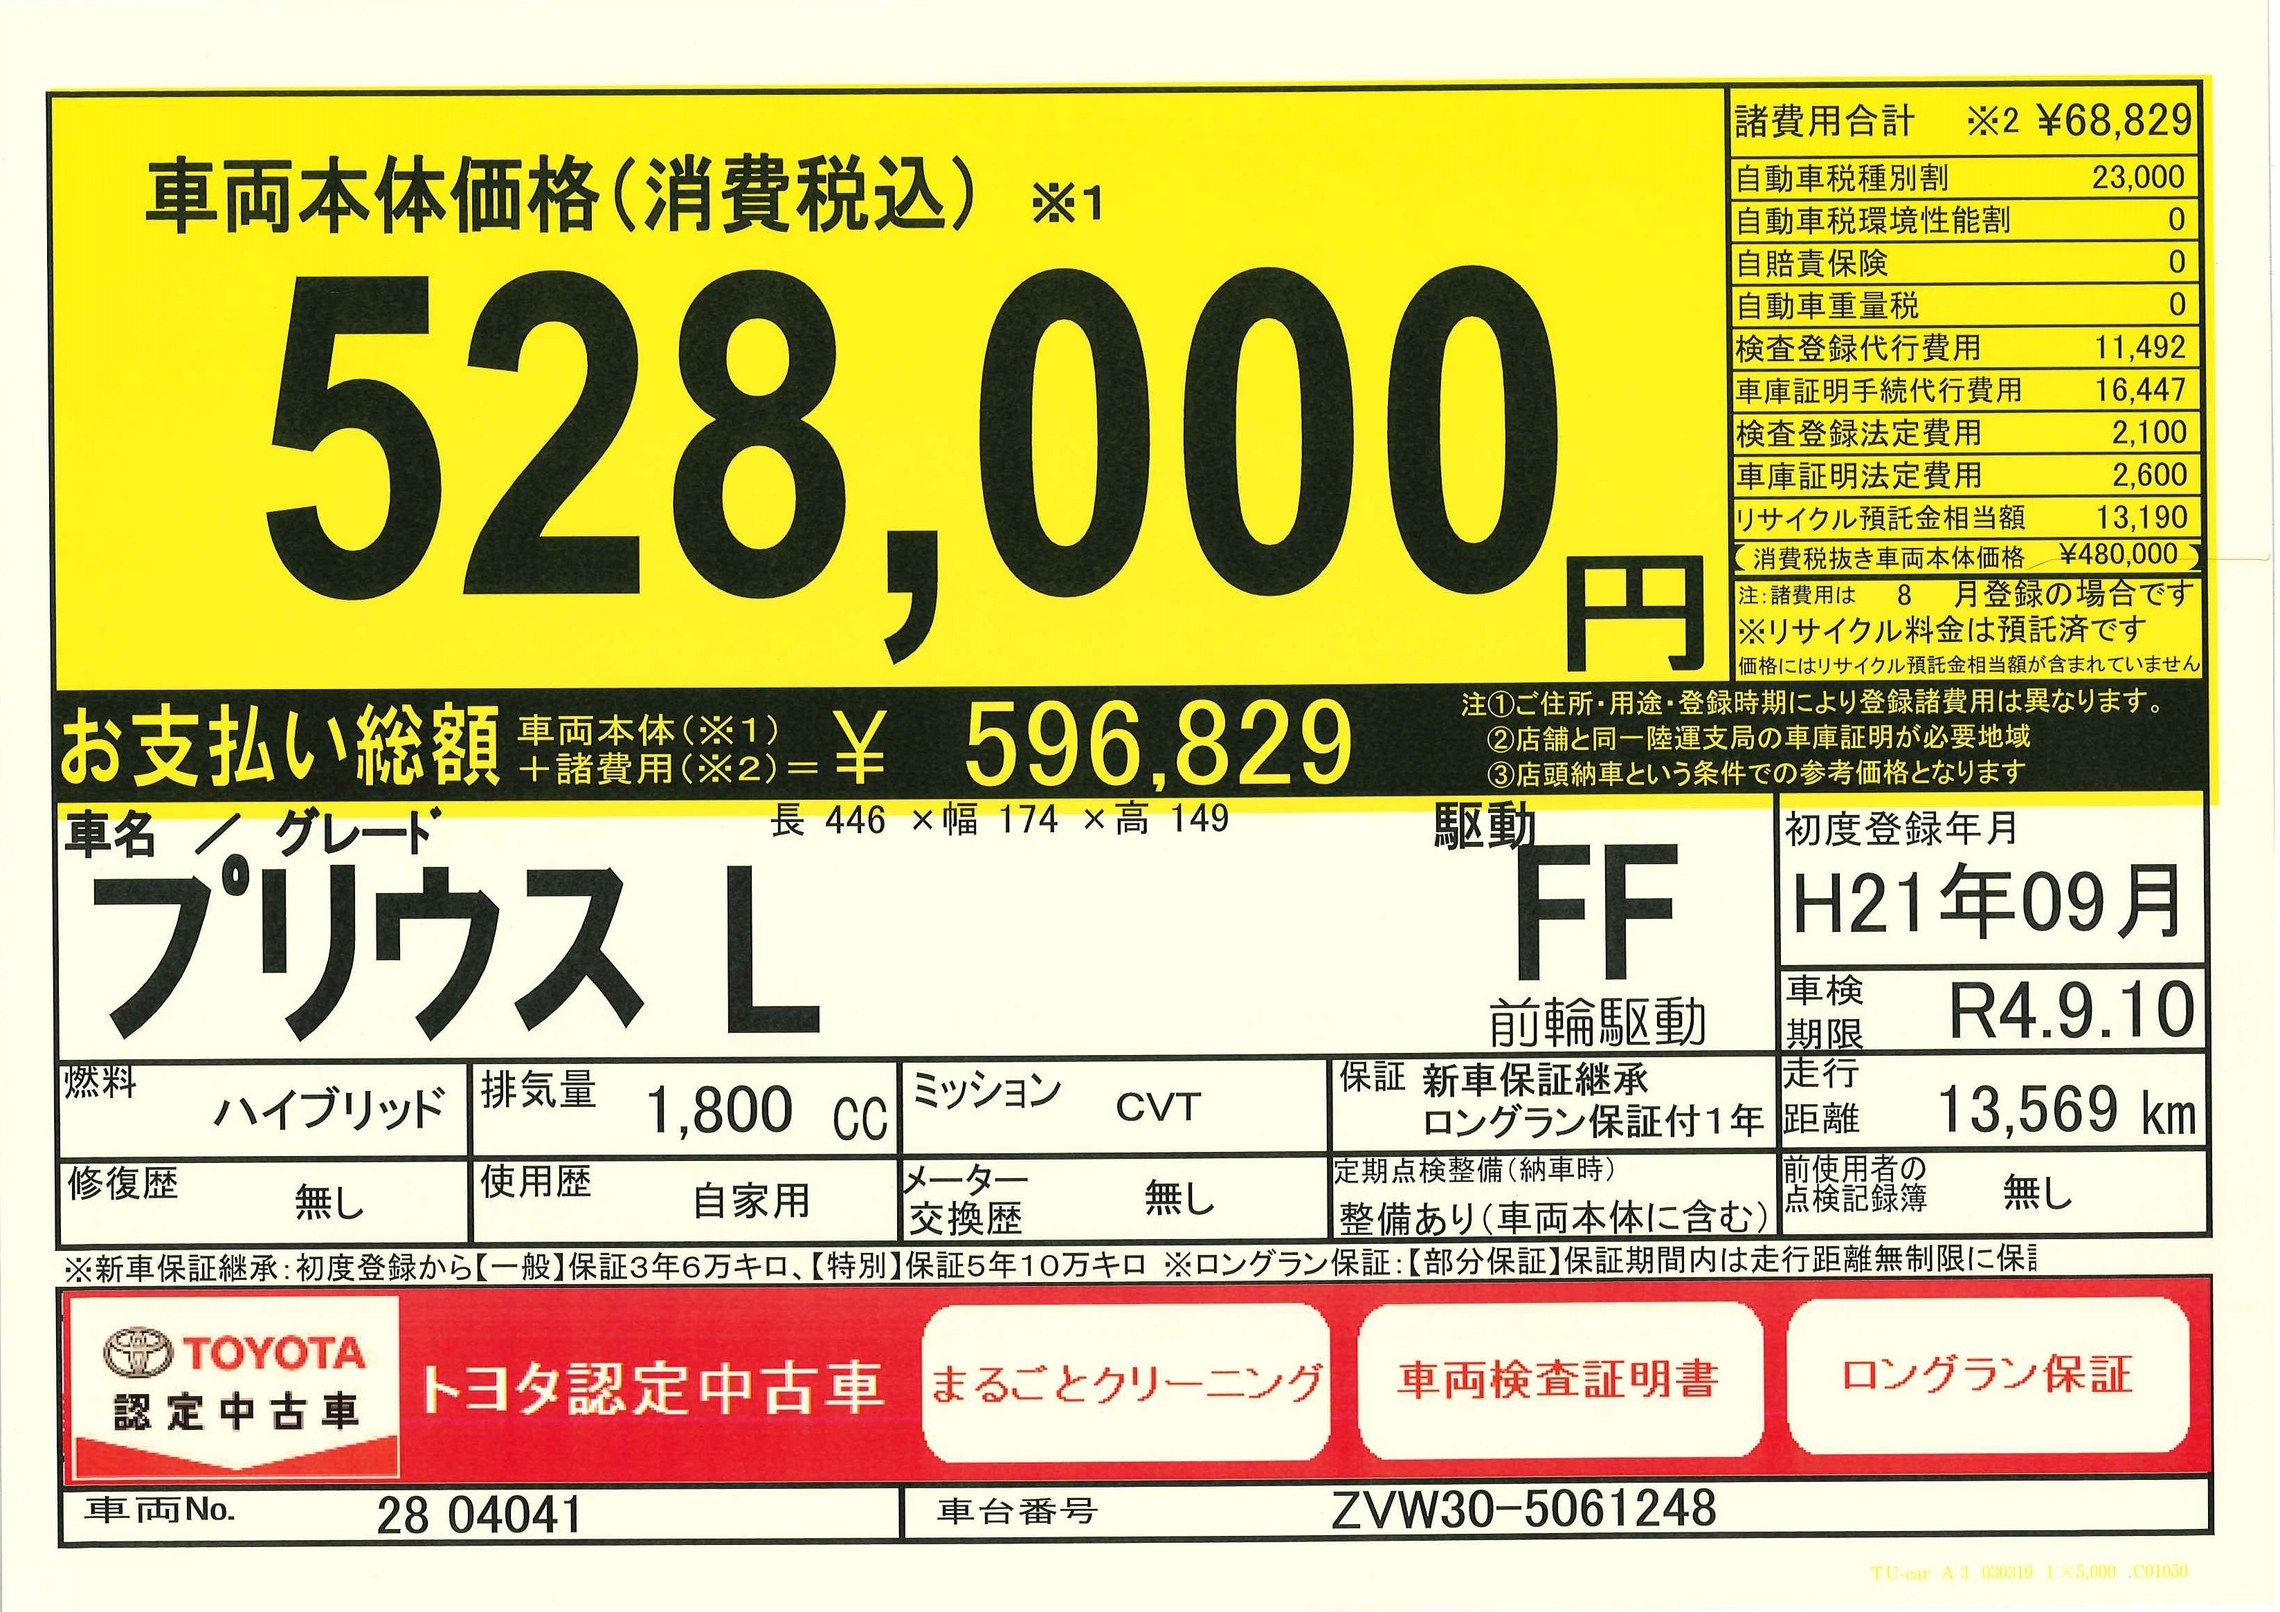 車両本体価格(消費税込) ※1
528,000円
諸費用合計 ※2 ¥68,829
自動車税種別割 23,000
自動車税環境性能割 0
自賠責保険 0
自動車重量税 0
検査登録代行費用 11,492
車庫証明手続代行費用 16,447
検査登録法定費用 2,100
車庫証明法定費用 2,600
リサイクル預託金相当額 13,190
(消費税抜き車両本体価格 ¥480,000)
注:諸費用は 8 月登録の場合です
※リサイクル料金は預託済です
価格にはリサイクル預託金相当額が含まれていません
お支払い総額 車両本体(※1)
+諸費用(※2)= ¥ 596,829
注①ご住所・用途・登録時期により登録諸費用は異なります。
②店舗と同一陸運支局の車庫証明が必要地域
③店頭納車という条件での参考価格となります
車名 / グレード 長 446 ×幅 174 ×高 149
プリウス L
駆動 FF
前輪駆動
初度登録年月
H21年09月
車検
期限 R4.9.10
燃料 ハイブリッド
排気量 1,800 CC
ミッション CVT
保証 新車保証継承
ロングラン保証付1年
走行
距離 13,569 km
修復歴 無し
使用歴 自家用
メーター
交換歴 無し
定期点検整備(納車時)
整備あり(車両本体に含む)
前使用者の
点検記録簿 無し
※新車保証継承:初度登録から【一般】保証3年6万キロ、【特別】保証5年10万キロ ※ロングラン保証:【部分保証】保証期間内は走行距離無制限に保
TOYOTA
認定中古車
トヨタ認定中古車
まるごとクリーニング
車両検査証明書
ロングラン保証
車両No. 28 04041
車台番号 ZVW30-5061248
TU-car A3 030319 1×5,000 .C01050